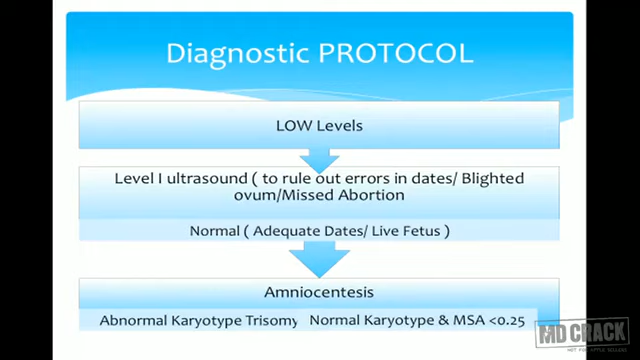 Diagnostic PROTOCOL
LOW Levels
Level I ultrasound ( to rule out errors in dates/ Blighted
ovum/Missed Abortion
Normal ( Adequate Dates/ Live Fetus )
Amniocentesis
Abnormal Karyotype Trisomy
Normal Karyotype & MSA <0.25
MD CRACK